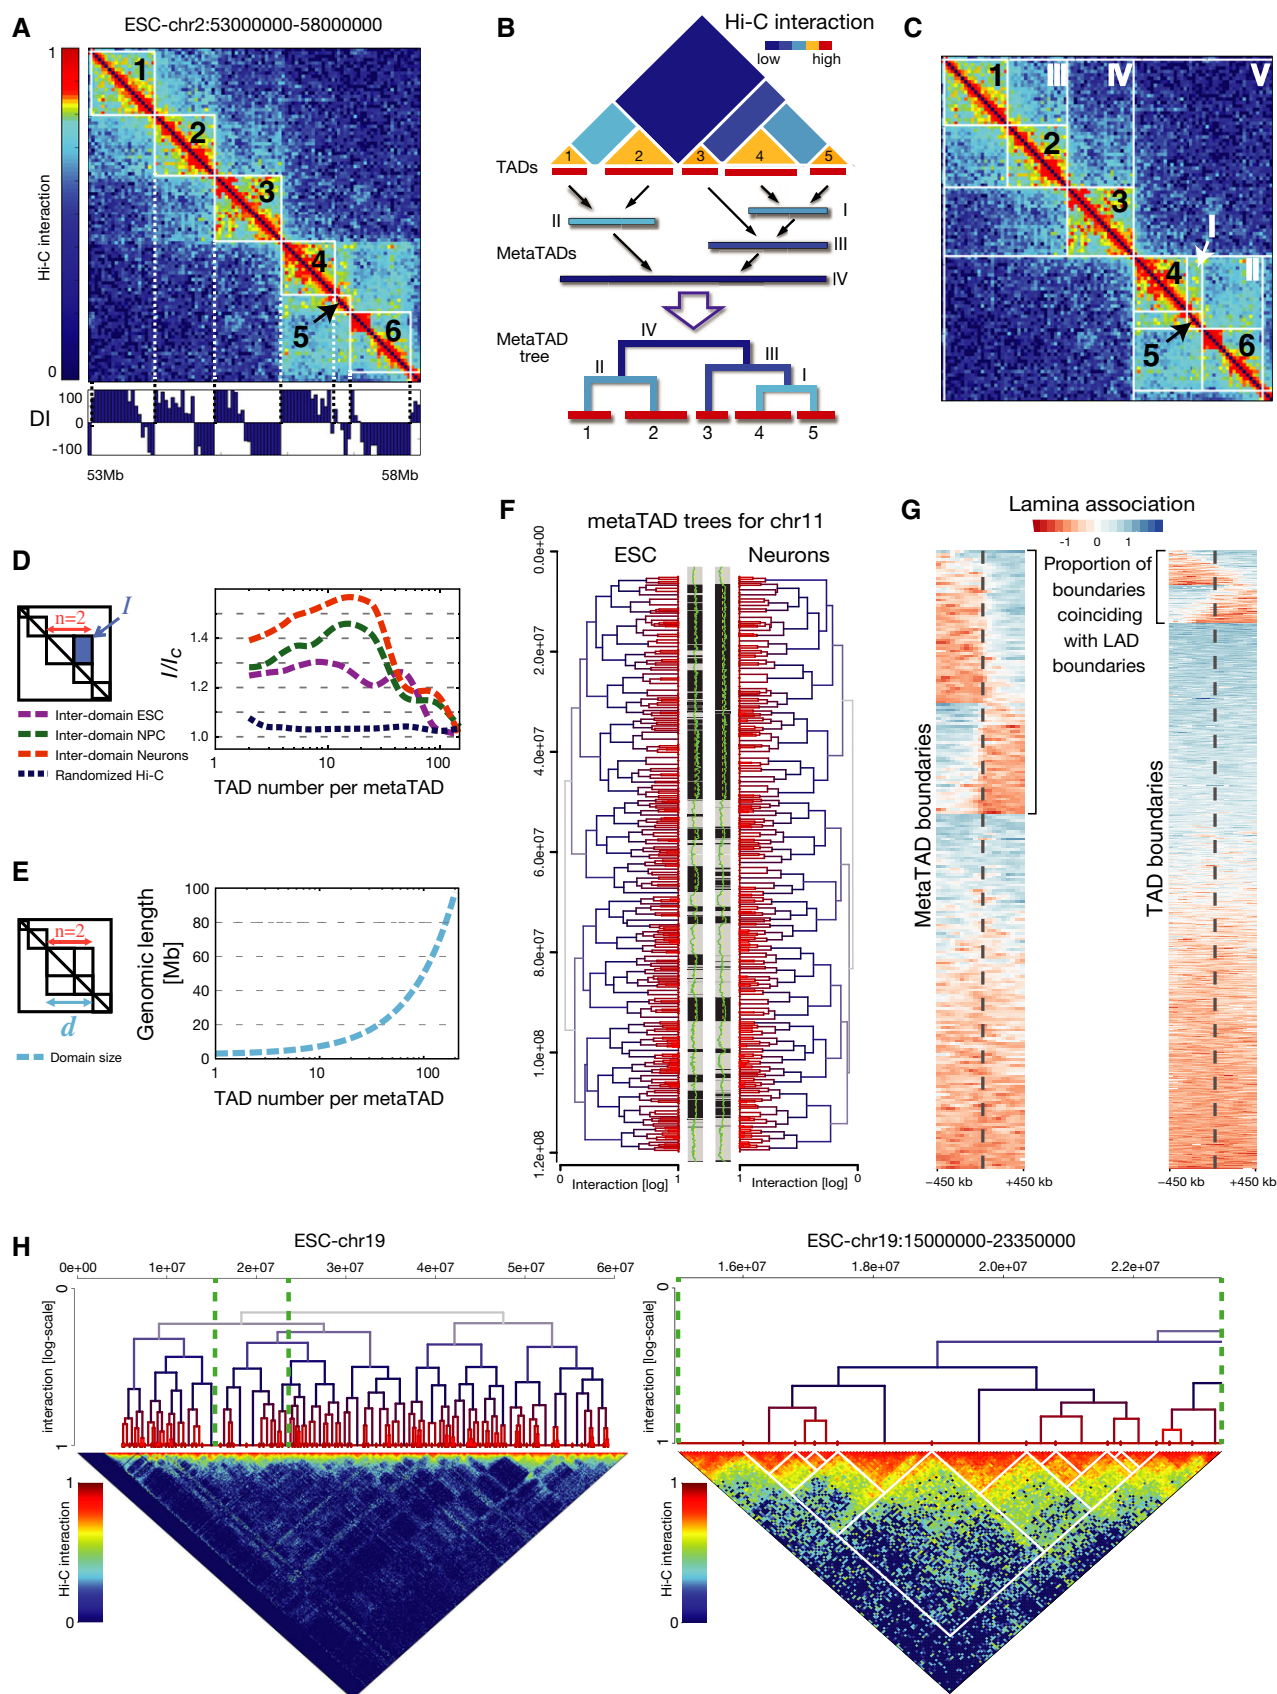 A
ESC-chr2:53000000-58000000
1
Hi-C interaction
0
1
2
3
4
5
6
DI
100
0
-100
53Mb
58Mb
B
Hi-C interaction
low
high
1
2
3
4
5
TADs
II
I
MetaTADs
III
IV
MetaTAD
tree
IV
II
III
I
1
2
3
4
5
C
1
III
IV
V
2
3
I
4
II
5
6
D
n=2
I
Inter-domain ESC
Inter-domain NPC
Inter-domain Neurons
Randomized Hi-C
I/Ic
1.4
1.2
1.0
1
10
100
TAD number per metaTAD
E
n=2
d
Domain size
Genomic length
[Mb]
100
80
60
40
20
0
1
10
100
TAD number per metaTAD
F
metaTAD trees for chr11
ESC
Neurons
0.0e+00
2.0e+07
4.0e+07
6.0e+07
8.0e+07
1.0e+08
1.2e+08
0
Interaction [log]
1
1
Interaction [log]
0
G
Lamina association
-1
0
1
Proportion of
boundaries
coinciding
with LAD
boundaries
MetaTAD boundaries
TAD boundaries
−450 kb
+450 kb
−450 kb
+450 kb
H
ESC-chr19
0e+00
1e+07
2e+07
3e+07
4e+07
5e+07
6e+07
interaction [log-scale]
0
1
Hi-C interaction
1
0
ESC-chr19:15000000-23350000
1.6e+07
1.8e+07
2.0e+07
2.2e+07
interaction [log-scale]
0
1
Hi-C interaction
1
0